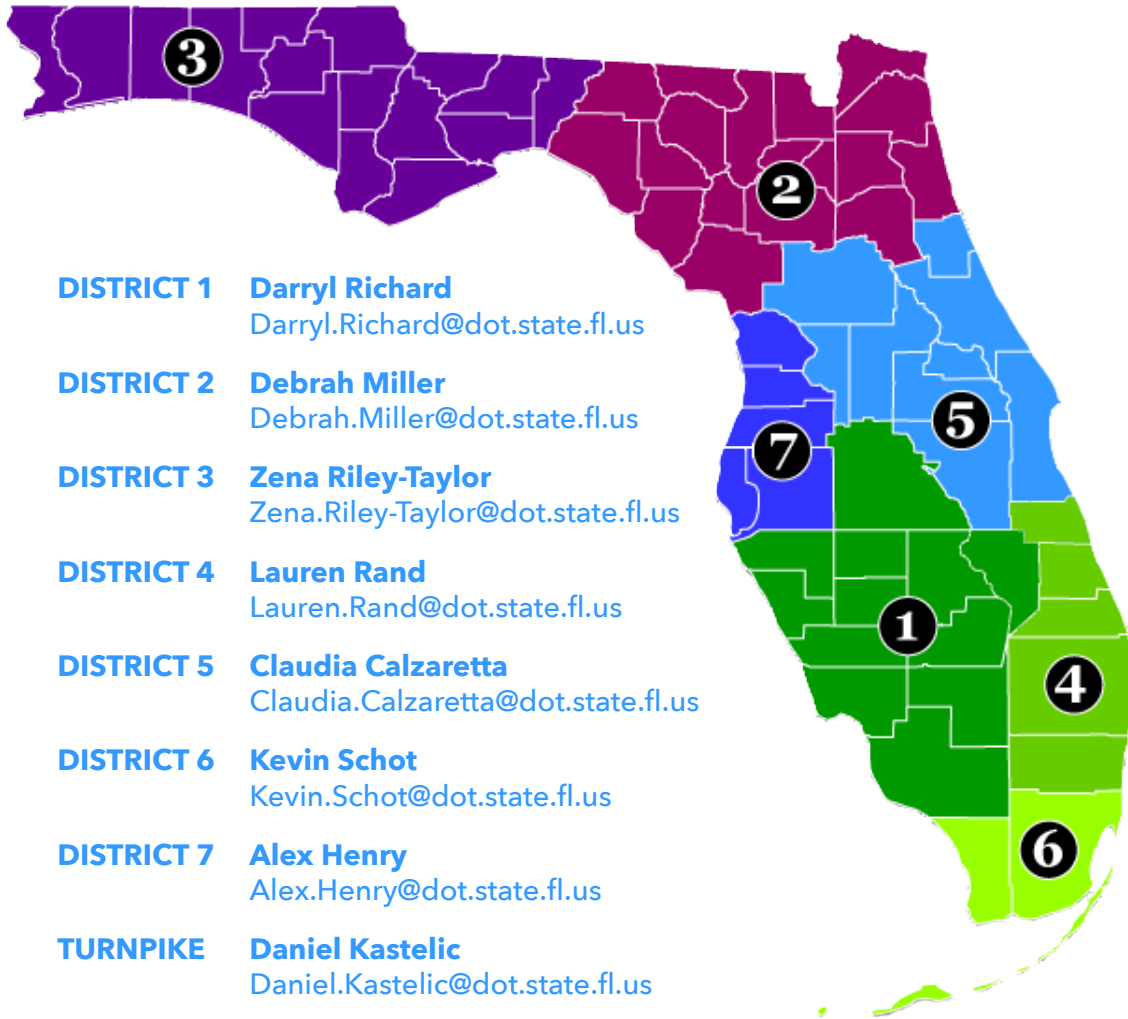 3
2
DISTRICT 1 Darryl Richard
Darryl.Richard@dot.state.fl.us
DISTRICT 2 Debrah Miller
Debrah.Miller@dot.state.fl.us
5
7
DISTRICT 3 Zena Riley-Taylor
Zena.Riley-Taylor@dot.state.fl.us
DISTRICT 4 Lauren Rand
Lauren.Rand@dot.state.fl.us
1
DISTRICT 5 Claudia Calzaretta
Claudia.Calzaretta@dot.state.fl.us
4
DISTRICT 6 Kevin Schot
Kevin.Schot@dot.state.fl.us
DISTRICT 7 Alex Henry
Alex.Henry@dot.state.fl.us
6
TURNPIKE Daniel Kastelic
Daniel.Kastelic@dot.state.fl.us